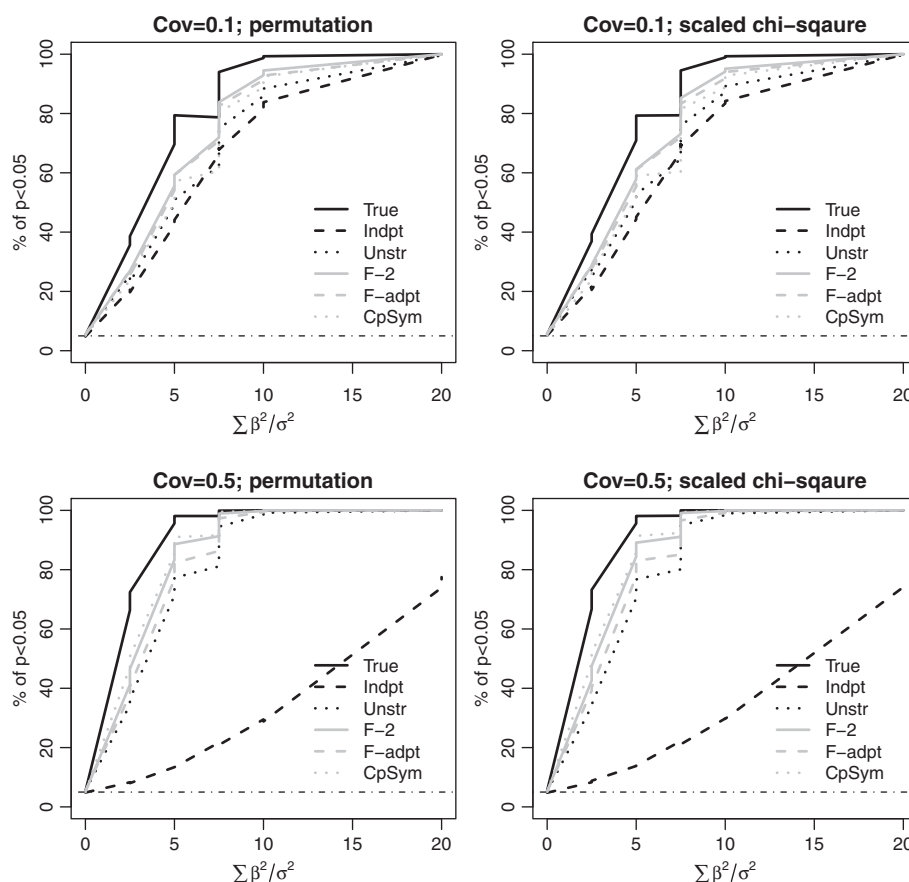 Cov=0.1; permutation
% of p<0.05
100
80
60
40
20
0
True
Indpt
Unstr
F−2
F−adpt
CpSym
0 5 10 15 20
∑ β²/σ²
Cov=0.1; scaled chi−sqaure
% of p<0.05
100
80
60
40
20
0
True
Indpt
Unstr
F−2
F−adpt
CpSym
0 5 10 15 20
∑ β²/σ²
Cov=0.5; permutation
% of p<0.05
100
80
60
40
20
0
True
Indpt
Unstr
F−2
F−adpt
CpSym
0 5 10 15 20
∑ β²/σ²
Cov=0.5; scaled chi−sqaure
% of p<0.05
100
80
60
40
20
0
True
Indpt
Unstr
F−2
F−adpt
CpSym
0 5 10 15 20
∑ β²/σ²